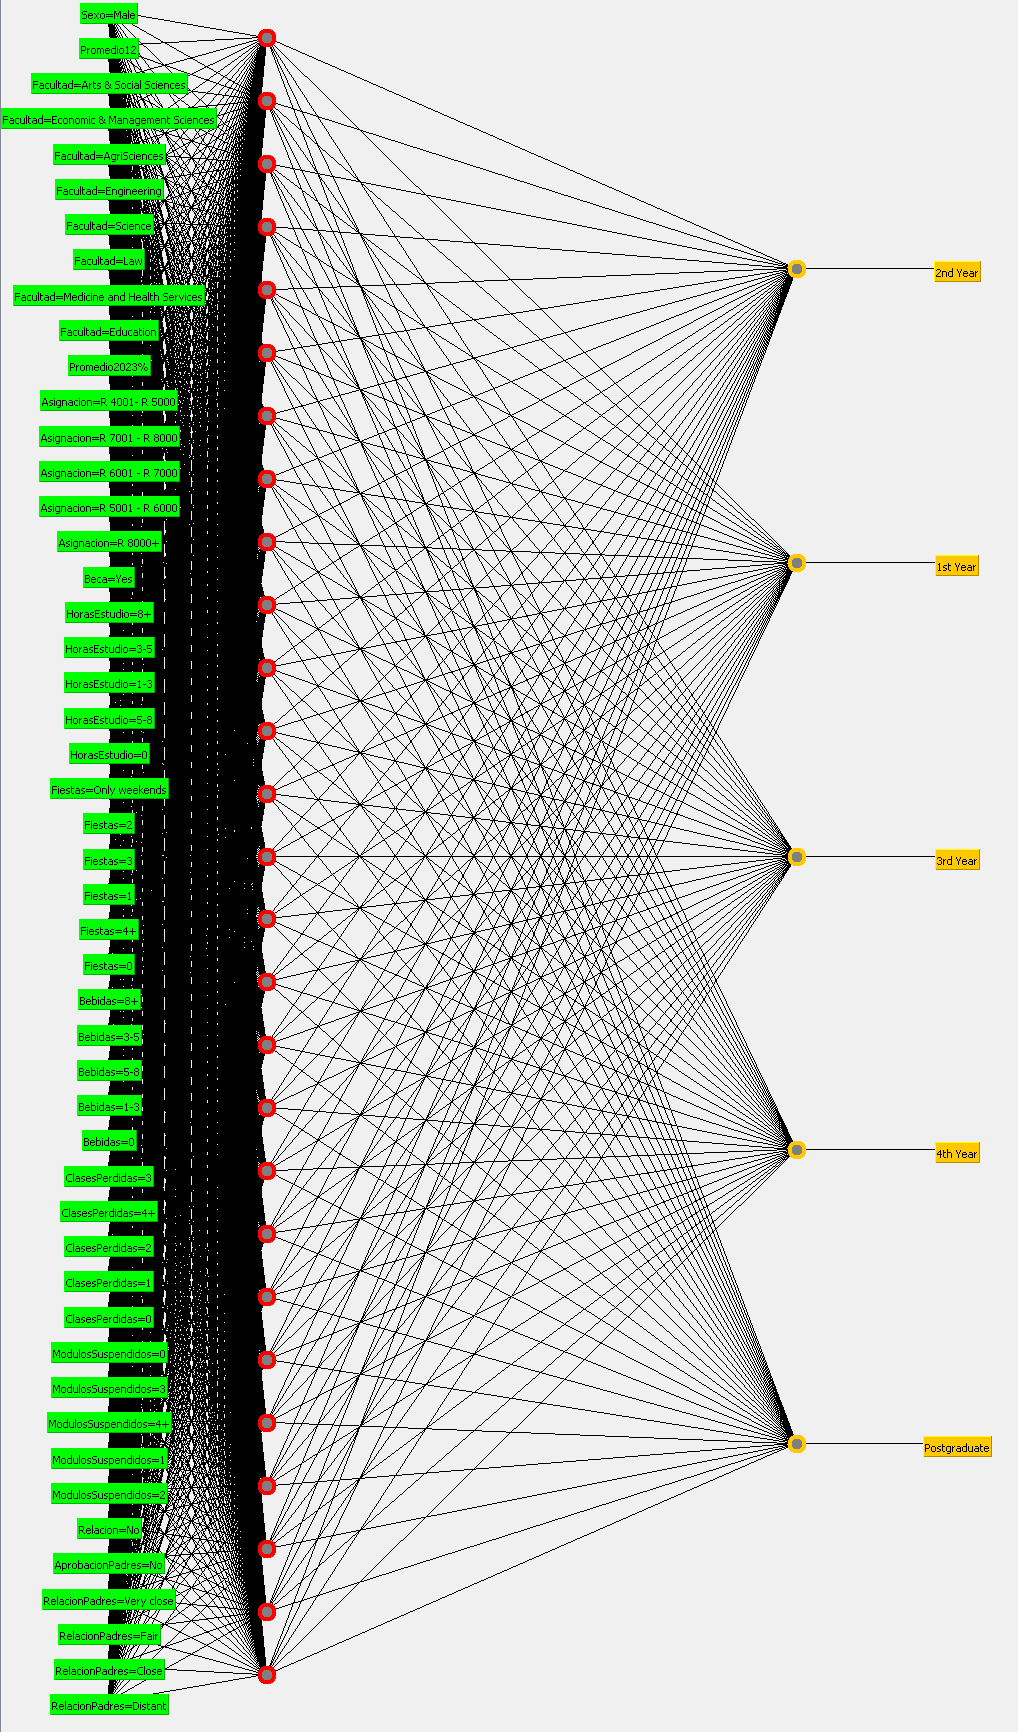 Sexo=Male
Promedio12
Facultad=Arts & Social Sciences
Facultad=Economic & Management Sciences
Facultad=AgriSciences
Facultad=Engineering
Facultad=Science
Facultad=Law
Facultad=Medicine and Health Services
Facultad=Education
Promedio2023%
Asignacion=R 4001- R 5000
Asignacion=R 7001 - R 8000
Asignacion=R 6001 - R 7000
Asignacion=R 5001 - R 6000
Asignacion=R 8000+
Beca=Yes
HorasEstudio=8+
HorasEstudio=3-5
HorasEstudio=1-3
HorasEstudio=5-8
HorasEstudio=0
Fiestas=Only weekends
Fiestas=2
Fiestas=3
Fiestas=1
Fiestas=4+
Fiestas=0
Bebidas=8+
Bebidas=3-5
Bebidas=5-8
Bebidas=1-3
Bebidas=0
ClasesPerdidas=3
ClasesPerdidas=4+
ClasesPerdidas=2
ClasesPerdidas=1
ClasesPerdidas=0
ModulosSuspendidos=0
ModulosSuspendidos=3
ModulosSuspendidos=4+
ModulosSuspendidos=1
ModulosSuspendidos=2
Relacion=No
AprobacionPadres=No
RelacionPadres=Very close
RelacionPadres=Fair
RelacionPadres=Close
RelacionPadres=Distant
2nd Year
1st Year
3rd Year
4th Year
Postgraduate